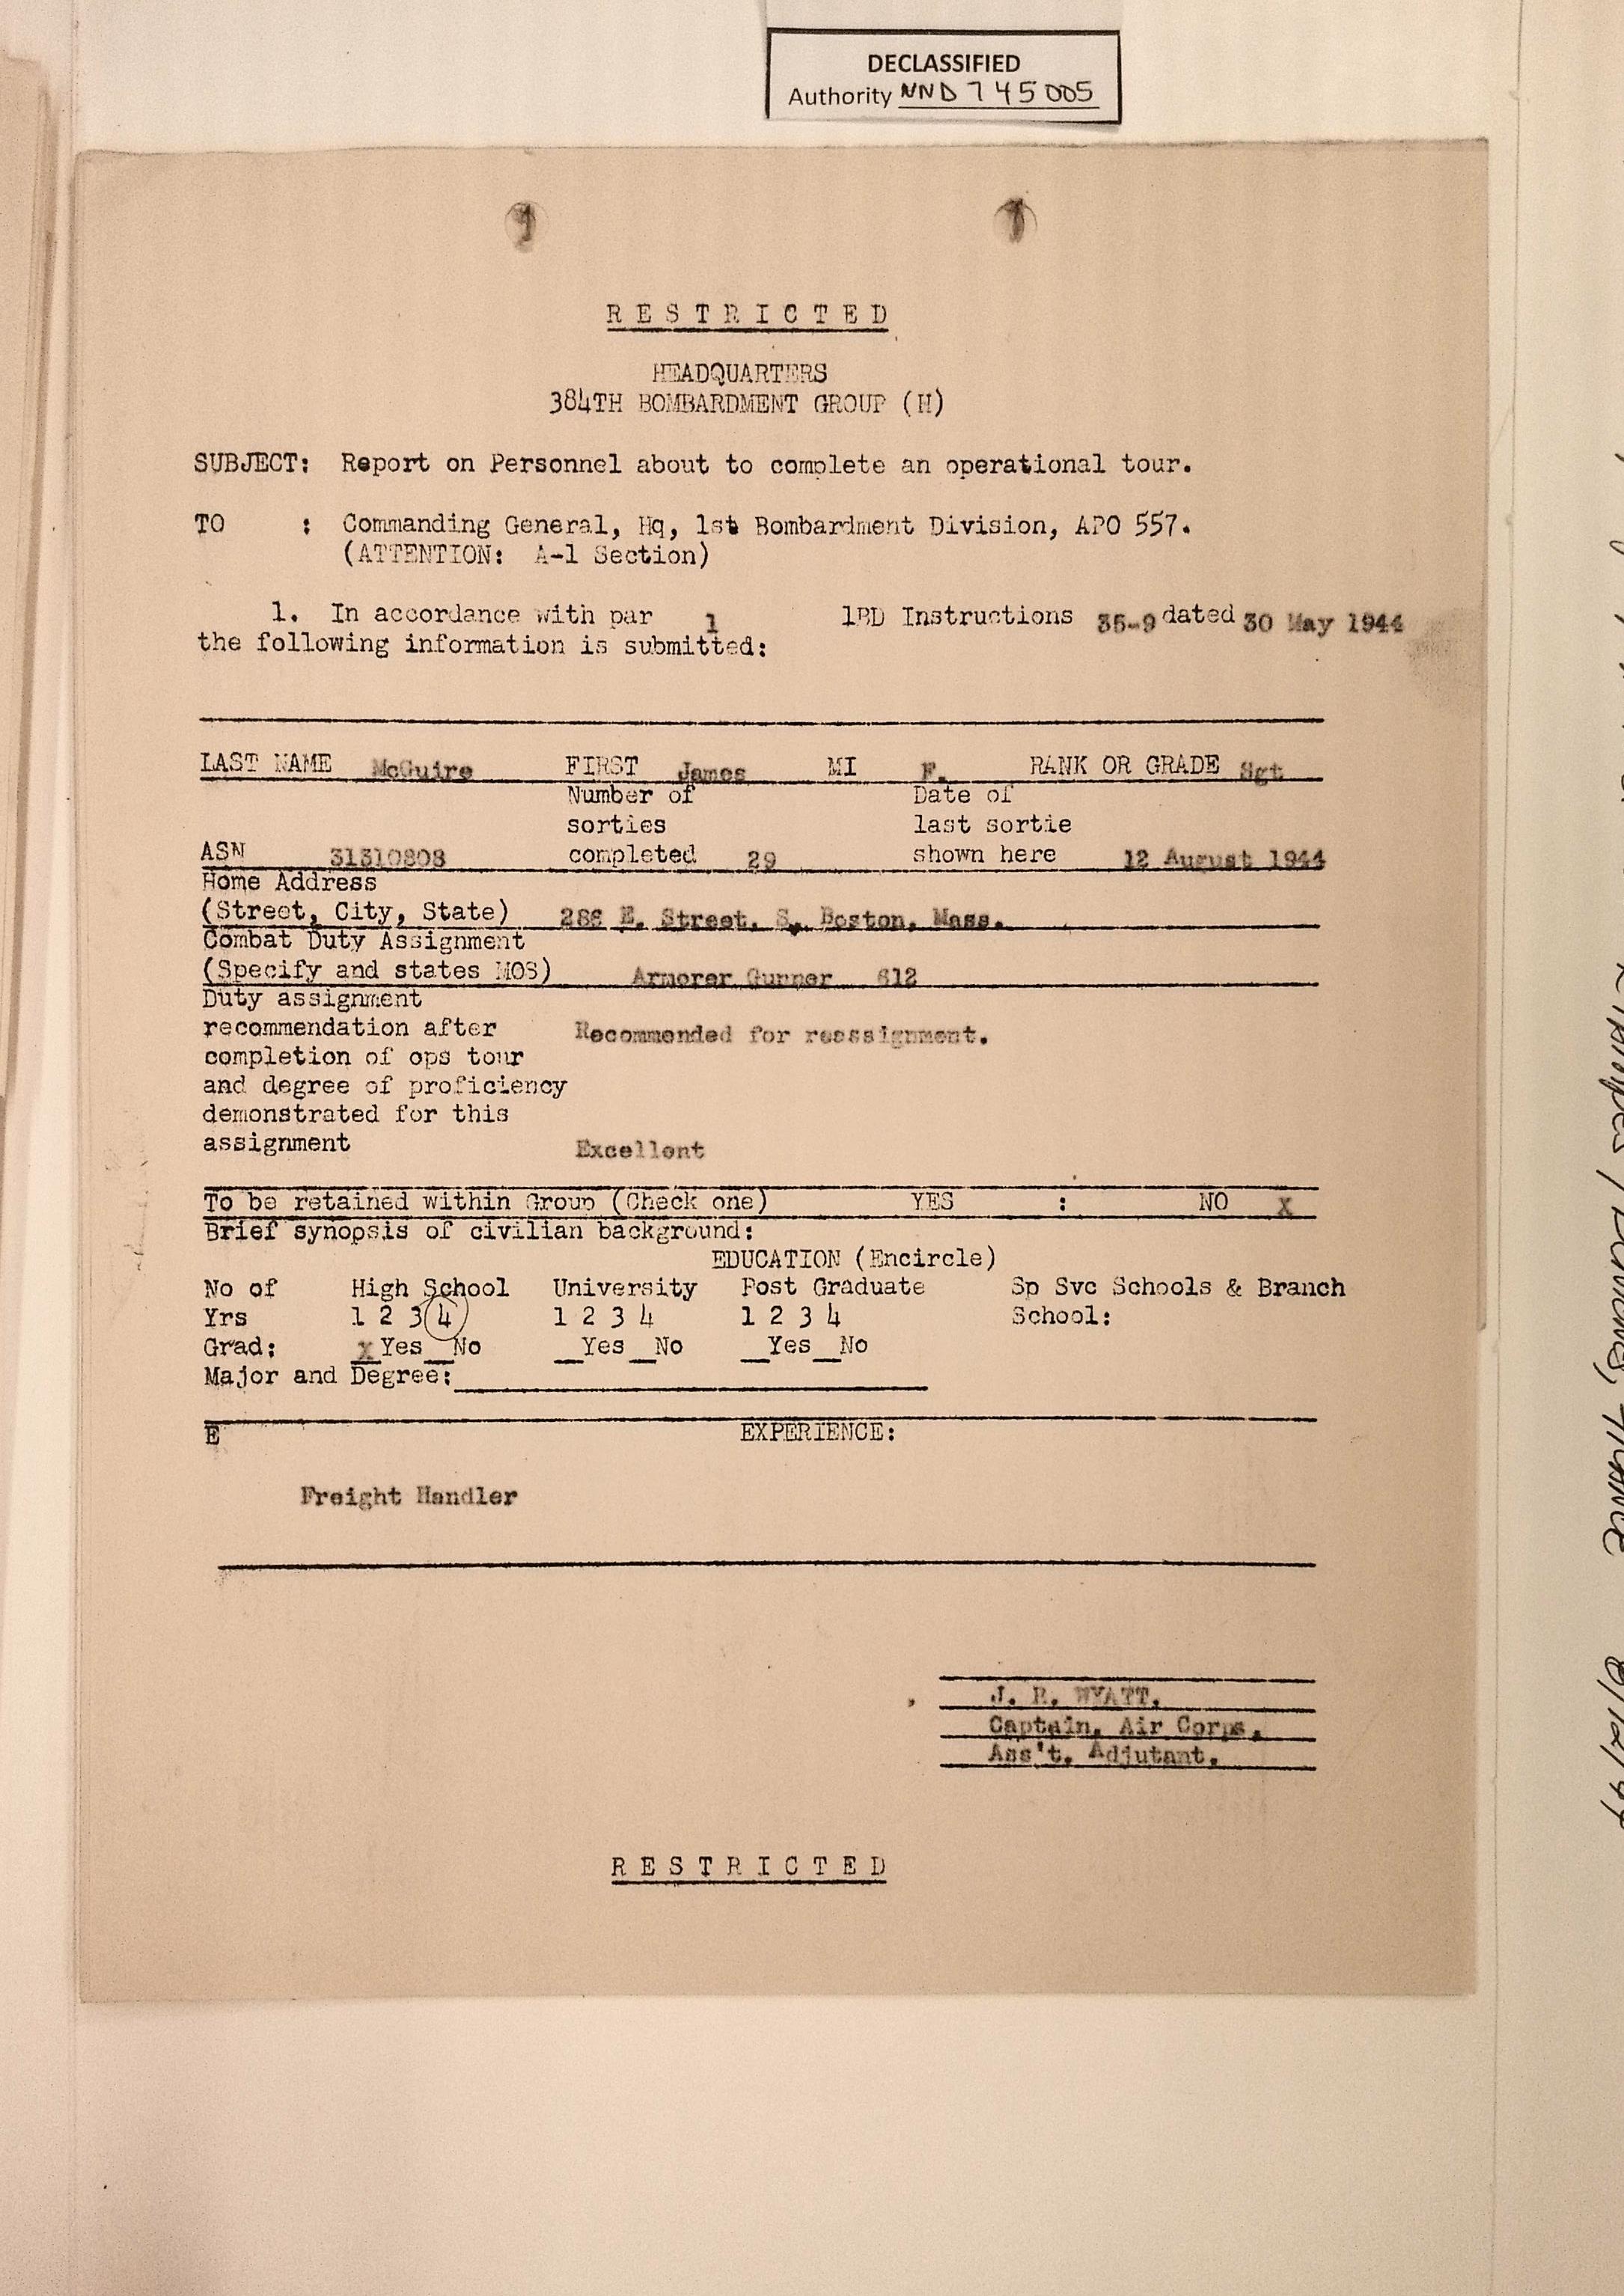 DECLASSIFIED
Authority NND 745005
RESTRICTED
HEADQUARTERS
384TH BOMBARDMENT GROUP (H)
SUBJECT: Report on Personnel about to complete an operational tour.
TO : Commanding General, Hq, 1st Bombardment Division, APO 557.
(ATTENTION: A-1 Section)
1. In accordance with par 1 1BD Instructions 35-9 dated 30 May 1944
the following information is submitted:
LAST NAME McGuire FIRST James MI F. RANK OR GRADE Sgt
Number of Date of
sorties last sortie
ASN 31310808 completed 29 shown here 12 August 1944
Home Address
(Street, City, State) 286 E. Street, S. Boston, Mass.
Combat Duty Assignment
(Specify and states MOS) Armorer Gunner 612
Duty assignment
recommendation after Recommended for reassignment.
completion of ops tour
and degree of proficiency
demonstrated for this
assignment Excellent
To be retained within Group (Check one) YES : NO x
Brief synopsis of civilian background:
EDUCATION (Encircle)
No of High School University Post Graduate Sp Svc Schools & Branch
Yrs 1 2 3 4 1 2 3 4 1 2 3 4 School:
Grad: x Yes __No __Yes __No __Yes __No
Major and Degree:
E EXPERIENCE:
Freight Handler
J. R. WYATT,
Captain, Air Corps,
Ass't. Adjutant.
RESTRICTED